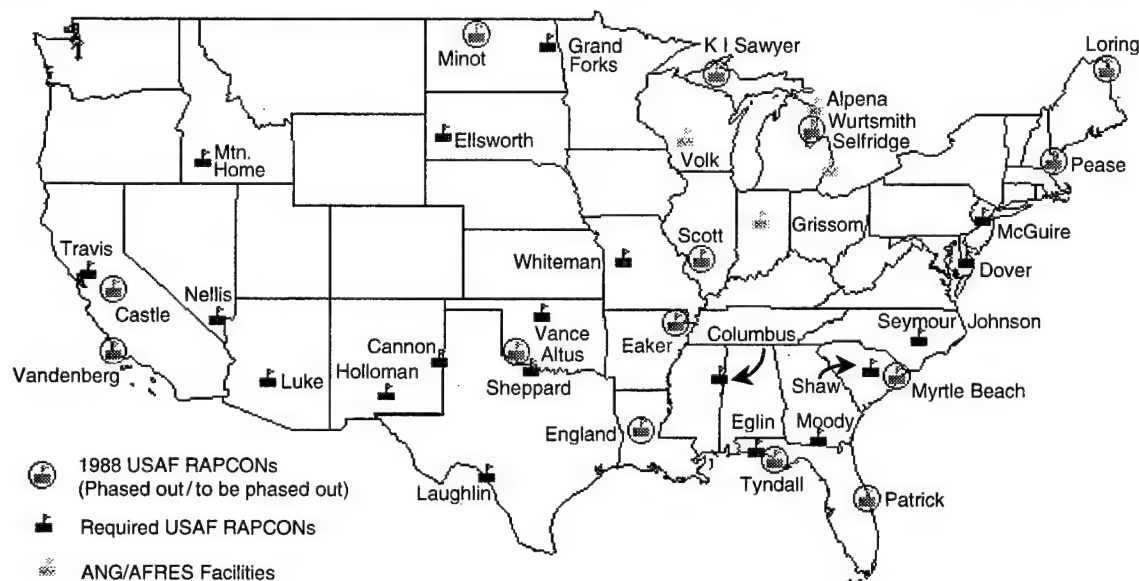 Minot
Grand
Forks
K I Sawyer
Loring
Alpena
Wurtsmith
Selfridge
Mtn.
Home
Ellsworth
Volk
Pease
Travis
Castle
Nellis
Whiteman
Scott
Grissom
McGuire
Dover
Vandenberg
Luke
Cannon
Holloman
Vance
Altus
Sheppard
Eaker
Columbus
Seymour Johnson
Shaw
Myrtle Beach
England
Eglin
Moody
Laughlin
Tyndall
Patrick
1988 USAF RAPCONs
(Phased out/to be phased out)
Required USAF RAPCONs
ANG/AFRES Facilities